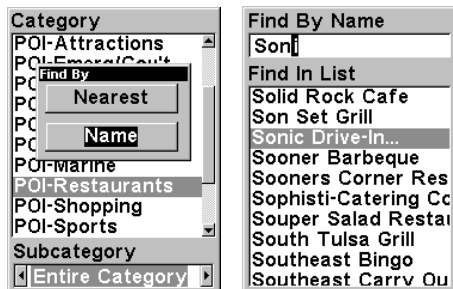 Category
POI-Attractions
Find By
Nearest
Name
POI-Marine
POI-Restaurants
POI-Shopping
POI-Sports
Subcategory
Entire Category
Find By Name
Soni
Find In List
Solid Rock Cafe
Son Set Grill
Sonic Drive-In...
Sooner Barbeque
Sooners Corner Res
Sophisti-Catering Co
Souper Salad Restau
South Tulsa Grill
Southeast Bingo
Southeast Carry Ou